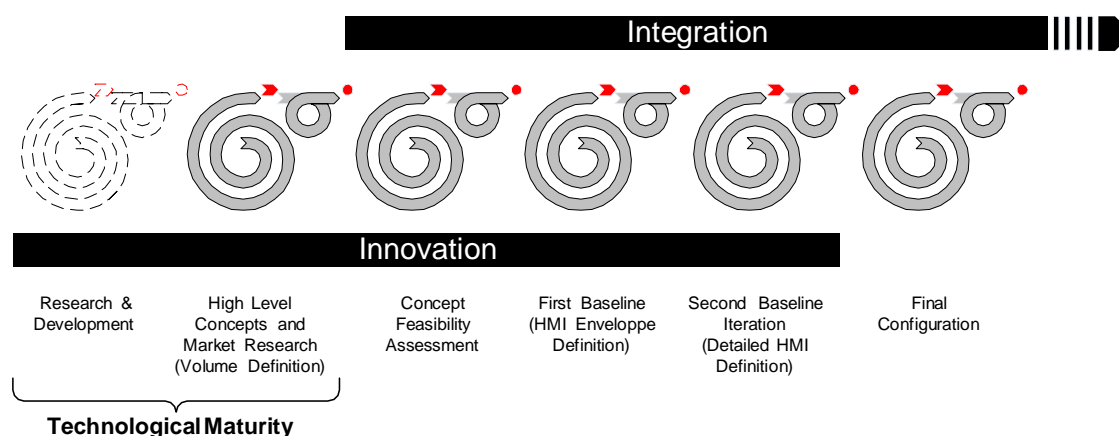 Integration
Innovation
Research &
Development
High Level
Concepts and
Market Research
(Volume Definition)
Concept
Feasibility
Assessment
First Baseline
(HMI Enveloppe
Definition)
Second Baseline
Iteration
(Detailed HMI
Definition)
Final
Configuration
Technological Maturity